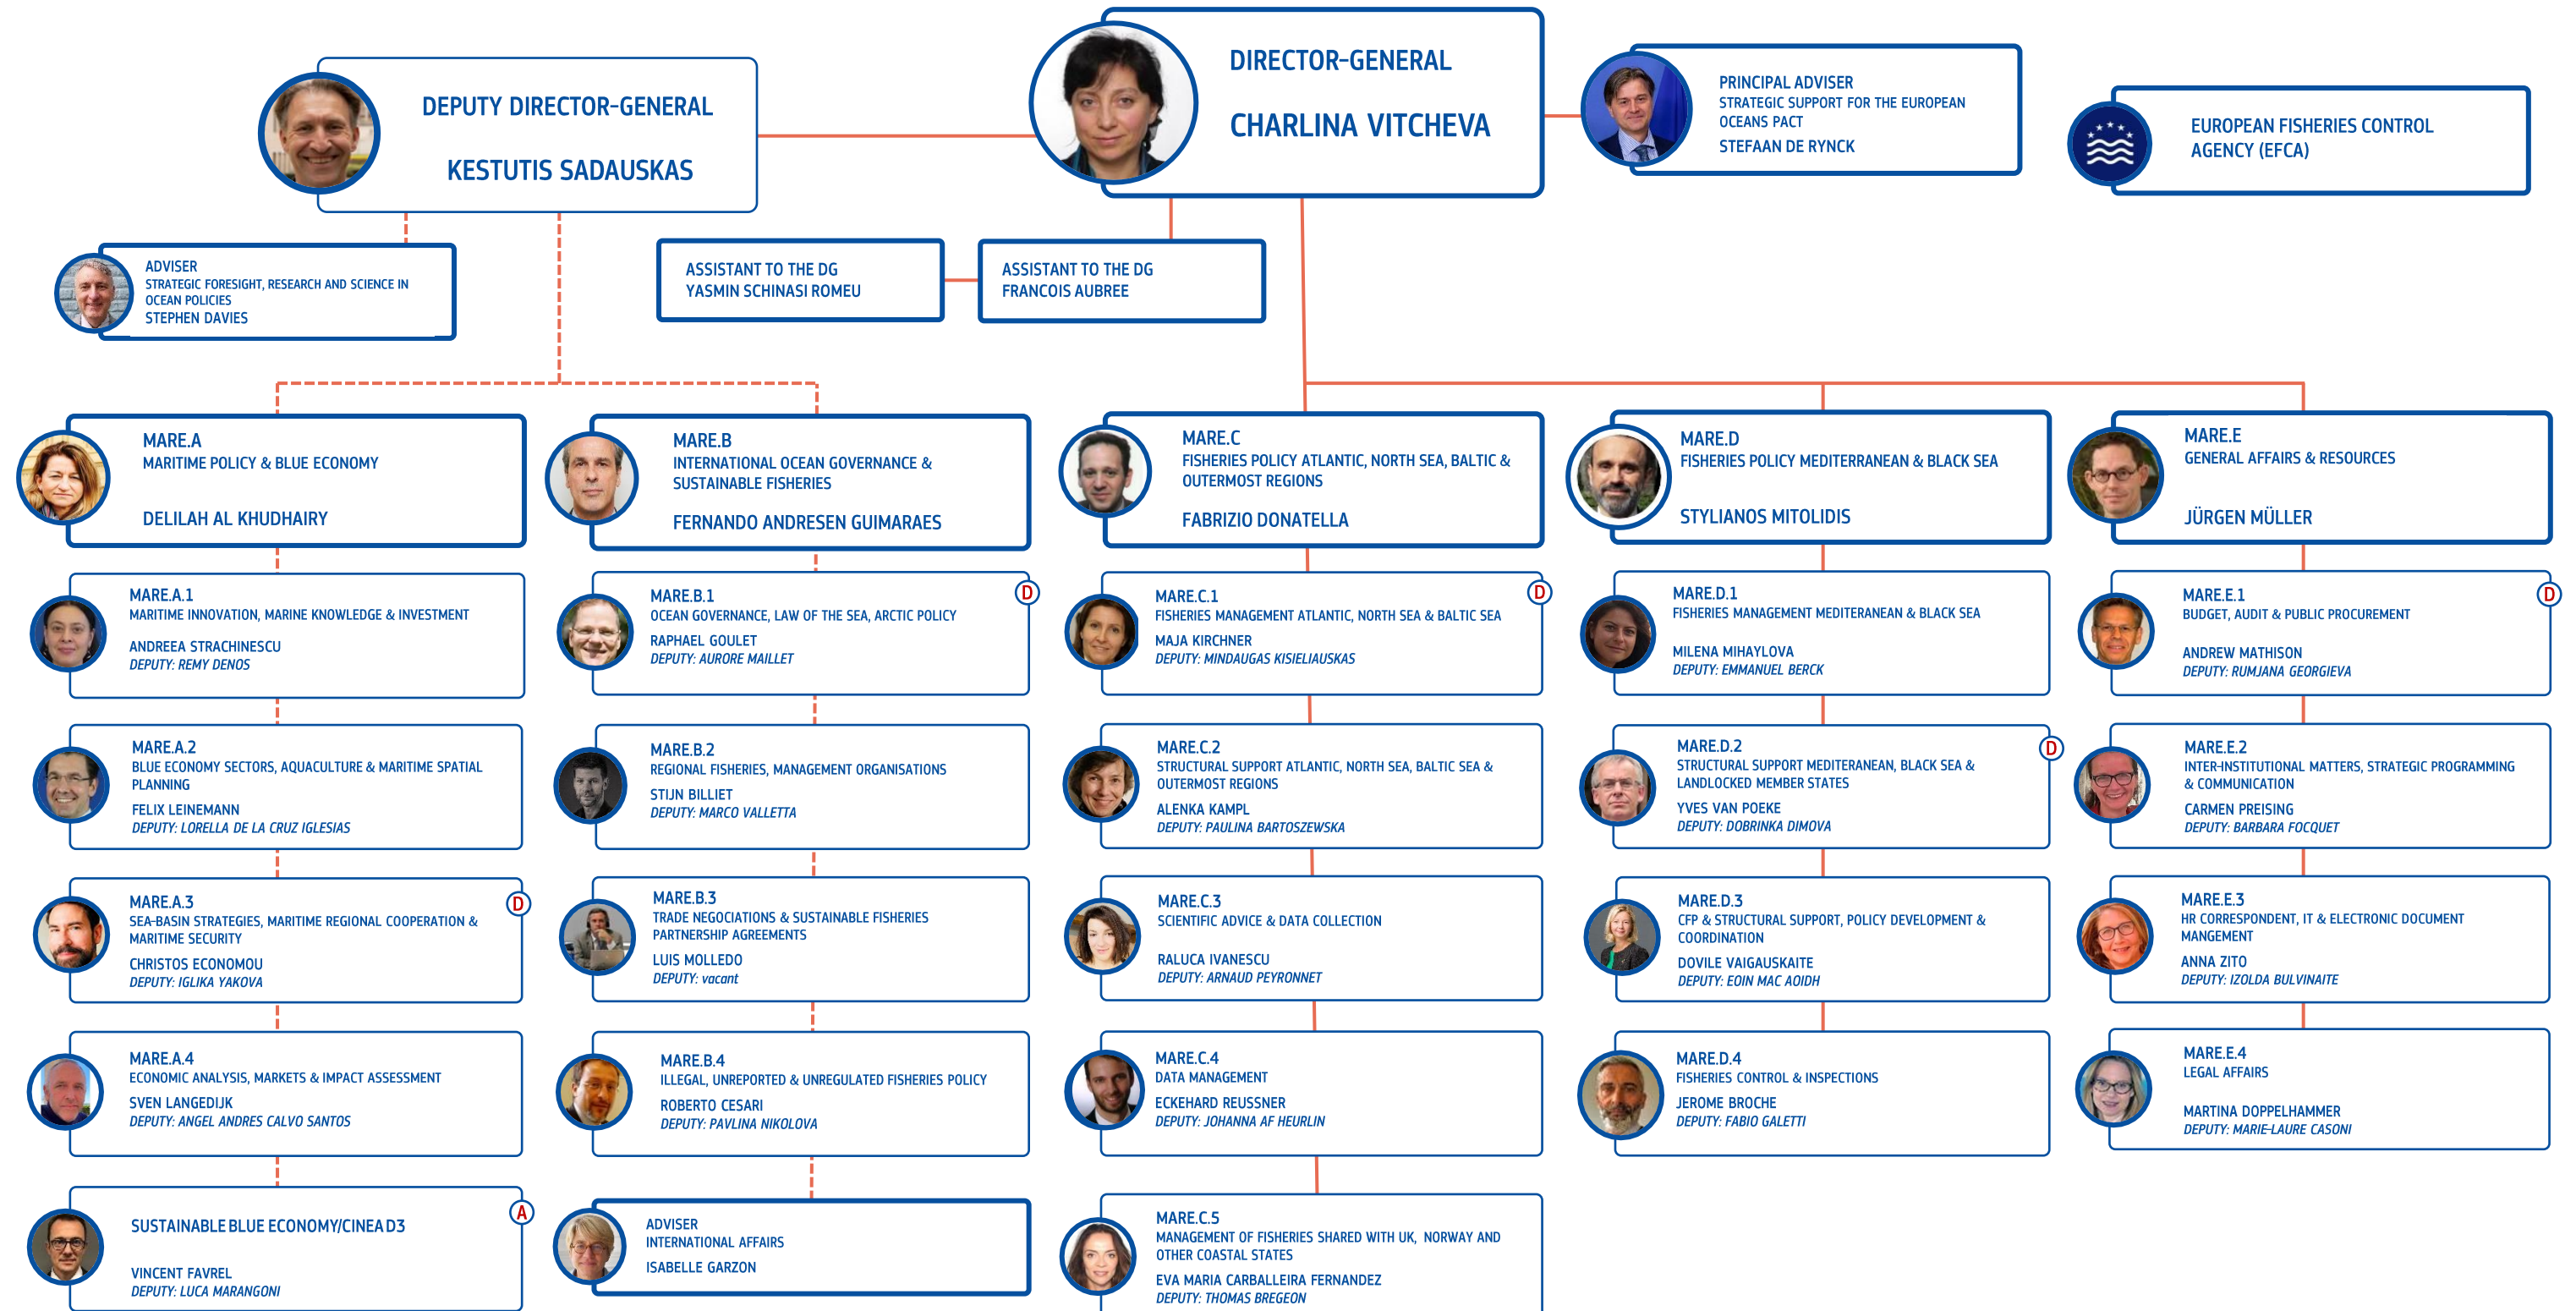 DEPUTY DIRECTOR-GENERAL
KESTUTIS SADAUSKAS
DIRECTOR-GENERAL
CHARLINA VITCHEVA
PRINCIPAL ADVISER
STRATEGIC SUPPORT FOR THE EUROPEAN
OCEANS PACT
STEFAAN DE RYNCK
EUROPEAN FISHERIES CONTROL
AGENCY (EFCA)
ADVISER
STRATEGIC FORESIGHT, RESEARCH AND SCIENCE IN
OCEAN POLICIES
STEPHEN DAVIES
ASSISTANT TO THE DG
YASMIN SCHINASI ROMEU
ASSISTANT TO THE DG
FRANCOIS AUBREE
MARE.A
MARITIME POLICY & BLUE ECONOMY
DELILAH AL KHUDHAIRY
MARE.A.1
MARITIME INNOVATION, MARINE KNOWLEDGE & INVESTMENT
ANDREEA STRACHINESCU
DEPUTY: REMY DENOS
MARE.A.2
BLUE ECONOMY SECTORS, AQUACULTURE & MARITIME SPATIAL
PLANNING
FELIX LEINEMANN
DEPUTY: LORELLA DE LA CRUZ IGLESIAS
MARE.A.3
D
SEA-BASIN STRATEGIES, MARITIME REGIONAL COOPERATION &
MARITIME SECURITY
CHRISTOS ECONOMOU
DEPUTY: IGLIKA YAKOVA
MARE.A.4
ECONOMIC ANALYSIS, MARKETS & IMPACT ASSESSMENT
SVEN LANGEDIJK
DEPUTY: ANGEL ANDRES CALVO SANTOS
A
SUSTAINABLE BLUE ECONOMY/CINEA D3
VINCENT FAVREL
DEPUTY: LUCA MARANGONI
MARE.B
INTERNATIONAL OCEAN GOVERNANCE &
SUSTAINABLE FISHERIES
FERNANDO ANDRESEN GUIMARAES
MARE.B.1
D
OCEAN GOVERNANCE, LAW OF THE SEA, ARCTIC POLICY
RAPHAEL GOULET
DEPUTY: AURORE MAILLET
MARE.B.2
REGIONAL FISHERIES, MANAGEMENT ORGANISATIONS
STIJN BILLIET
DEPUTY: MARCO VALLETTA
MARE.B.3
TRADE NEGOCIATIONS & SUSTAINABLE FISHERIES
PARTNERSHIP AGREEMENTS
LUIS MOLLEDO
DEPUTY: vacant
MARE.B.4
ILLEGAL, UNREPORTED & UNREGULATED FISHERIES POLICY
ROBERTO CESARI
DEPUTY: PAVLINA NIKOLOVA
ADVISER
INTERNATIONAL AFFAIRS
ISABELLE GARZON
MARE.C
FISHERIES POLICY ATLANTIC, NORTH SEA, BALTIC &
OUTERMOST REGIONS
FABRIZIO DONATELLA
MARE.C.1
D
FISHERIES MANAGEMENT ATLANTIC, NORTH SEA & BALTIC SEA
MAJA KIRCHNER
DEPUTY: MINDAUGAS KISIELIAUSKAS
MARE.C.2
STRUCTURAL SUPPORT ATLANTIC, NORTH SEA, BALTIC SEA &
OUTERMOST REGIONS
ALENKA KAMPL
DEPUTY: PAULINA BARTOSZEWSKA
MARE.C.3
SCIENTIFIC ADVICE & DATA COLLECTION
RALUCA IVANESCU
DEPUTY: ARNAUD PEYRONNET
MARE.C.4
DATA MANAGEMENT
ECKEHARD REUSSNER
DEPUTY: JOHANNA AF HEURLIN
MARE.C.5
MANAGEMENT OF FISHERIES SHARED WITH UK, NORWAY AND
OTHER COASTAL STATES
EVA MARIA CARBALLEIRA FERNANDEZ
DEPUTY: THOMAS BREGEON
MARE.D
FISHERIES POLICY MEDITERRANEAN & BLACK SEA
STYLIANOS MITOLIDIS
MARE.D.1
FISHERIES MANAGEMENT MEDITERANEAN & BLACK SEA
MILENA MIHAYLOVA
DEPUTY: EMMANUEL BERCK
MARE.D.2
D
STRUCTURAL SUPPORT MEDITERANEAN, BLACK SEA &
LANDLOCKED MEMBER STATES
YVES VAN POEKE
DEPUTY: DOBRINKA DIMOVA
MARE.D.3
CFP & STRUCTURAL SUPPORT, POLICY DEVELOPMENT &
COORDINATION
DOVILE VAIGAUSKAITE
DEPUTY: EOIN MAC AOIDH
MARE.D.4
FISHERIES CONTROL & INSPECTIONS
JEROME BROCHE
DEPUTY: FABIO GALETTI
MARE.E
GENERAL AFFAIRS & RESOURCES
JÜRGEN MÜLLER
MARE.E.1
D
BUDGET, AUDIT & PUBLIC PROCUREMENT
ANDREW MATHISON
DEPUTY: RUMJANA GEORGIEVA
MARE.E.2
INTER-INSTITUTIONAL MATTERS, STRATEGIC PROGRAMMING
& COMMUNICATION
CARMEN PREISING
DEPUTY: BARBARA FOCQUET
MARE.E.3
HR CORRESPONDENT, IT & ELECTRONIC DOCUMENT
MANGEMENT
ANNA ZITO
DEPUTY: IZOLDA BULVINAITE
MARE.E.4
LEGAL AFFAIRS
MARTINA DOPPELHAMMER
DEPUTY: MARIE-LAURE CASONI